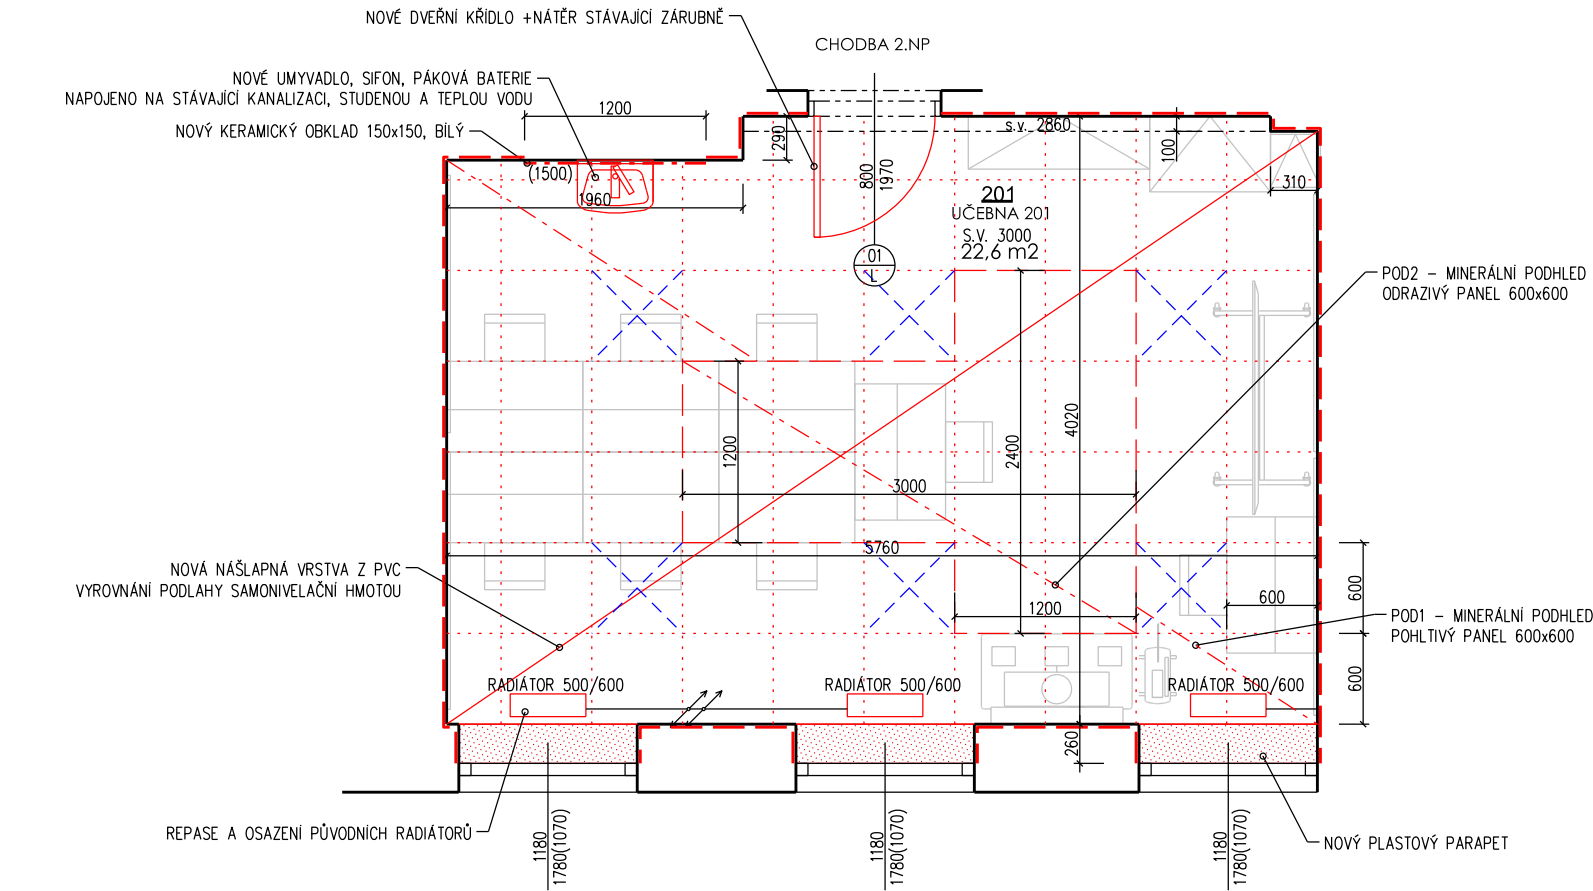 NOVÉ DVEŘNÍ KŘÍDLO +NÁTĚR STÁVAJÍCÍ ZÁRUBNĚ
CHODBA 2.NP
NOVÉ UMYVADLO, SIFON, PÁKOVÁ BATERIE
NAPOJENO NA STÁVAJÍCÍ KANALIZACI, STUDENOU A TEPLOU VODU
1200
NOVÝ KERAMICKÝ OBKLAD 150x150, BÍLÝ
290
s.v. 2860
100
(1500)
1960
800
1970
310
201
UČEBNA 201
S.V. 3000
22,6 m2
01
L
POD2 – MINERÁLNÍ PODHLED
ODRAZIVÝ PANEL 600x600
1200
2400
4020
3000
5760
NOVÁ NÁŠLAPNÁ VRSTVA Z PVC
VYROVNÁNÍ PODLAHY SAMONIVELAČNÍ HMOTOU
1200
600
600
POD1 – MINERÁLNÍ PODHLED
POHLTIVÝ PANEL 600x600
600
RADIÁTOR 500/600
RADIÁTOR 500/600
RADIÁTOR 500/600
260
REPASE A OSAZENÍ PŮVODNÍCH RADIÁTORŮ
1180
1780(1070)
1180
1780(1070)
1180
1780(1070)
NOVÝ PLASTOVÝ PARAPET